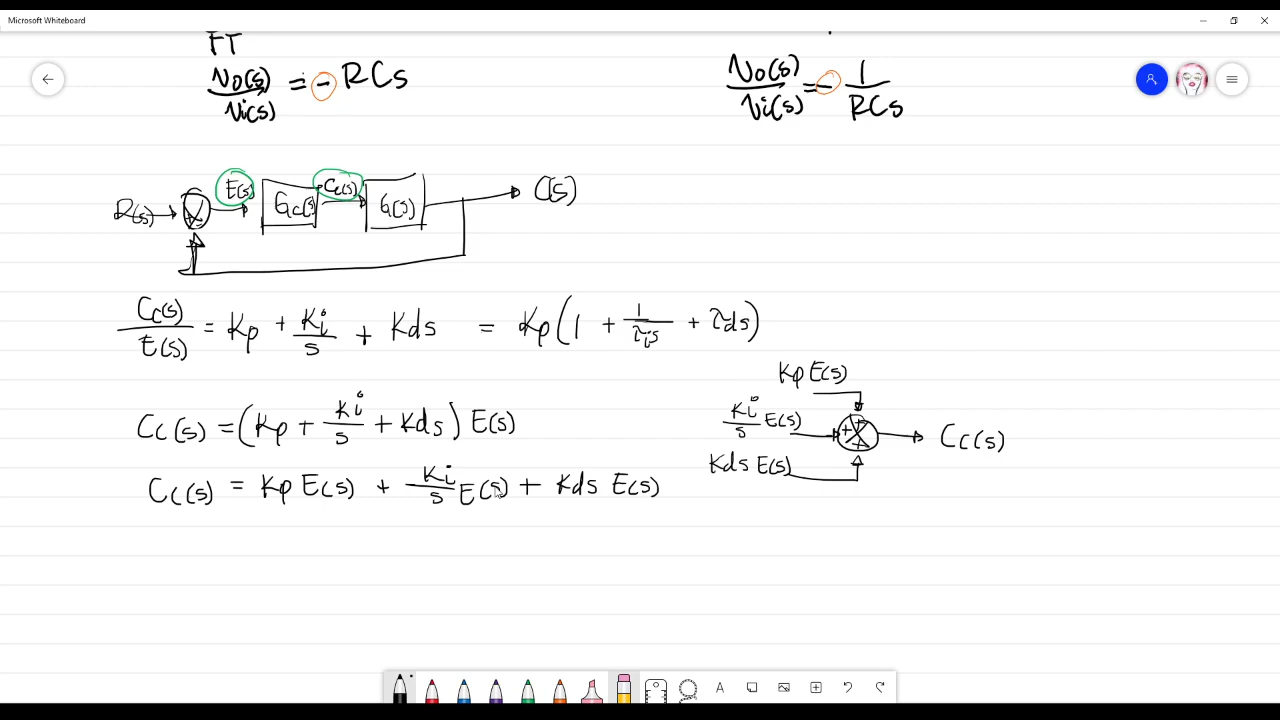 Microsoft Whiteboard
FT
Vo(s)/Vi(s) = - RCs
Vo(s)/Vi(s) = - 1/RCs
R(s) + E(s) Gc(s) Cc(s) G(s) C(s)
Cc(s)/E(s) = Kp + Ki/s + Kds = Kp(1 + 1/τis + τds)
Kp E(s)
Cc(s) = (Kp + Ki/s + Kds) E(s)
Ki/s E(s) + + + Cc(s)
Kds E(s)
Cc(s) = Kp E(s) + Ki/s E(s) + Kds E(s)
A